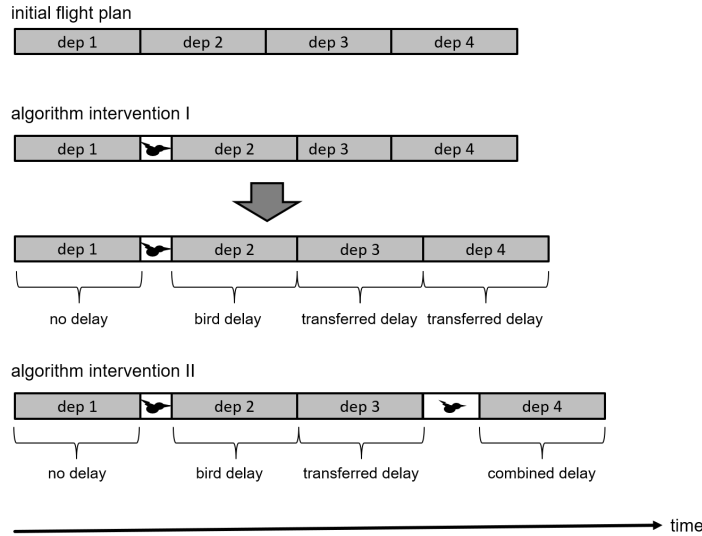 initial flight plan
dep 1 dep 2 dep 3 dep 4
algorithm intervention I
dep 1 dep 2 dep 3 dep 4
dep 1 dep 2 dep 3 dep 4
no delay bird delay transferred delay transferred delay
algorithm intervention II
dep 1 dep 2 dep 3 dep 4
no delay bird delay transferred delay combined delay
time